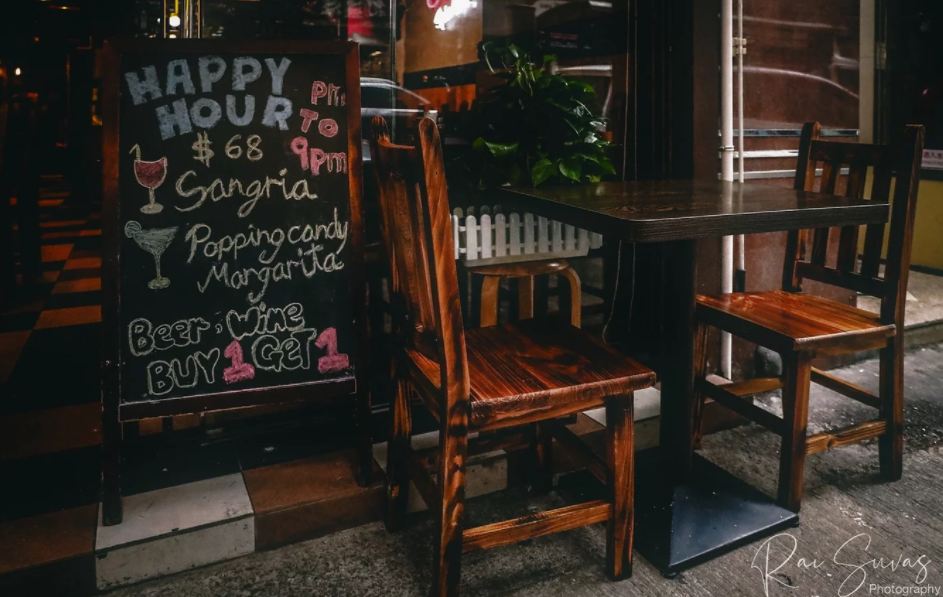 HAPPY
HOUR
pm
TO
9pm
$68
Sangria
Popping candy
Margarita
Beer, Wine
BUY 1 GET 1
Rai Suvas
Photography